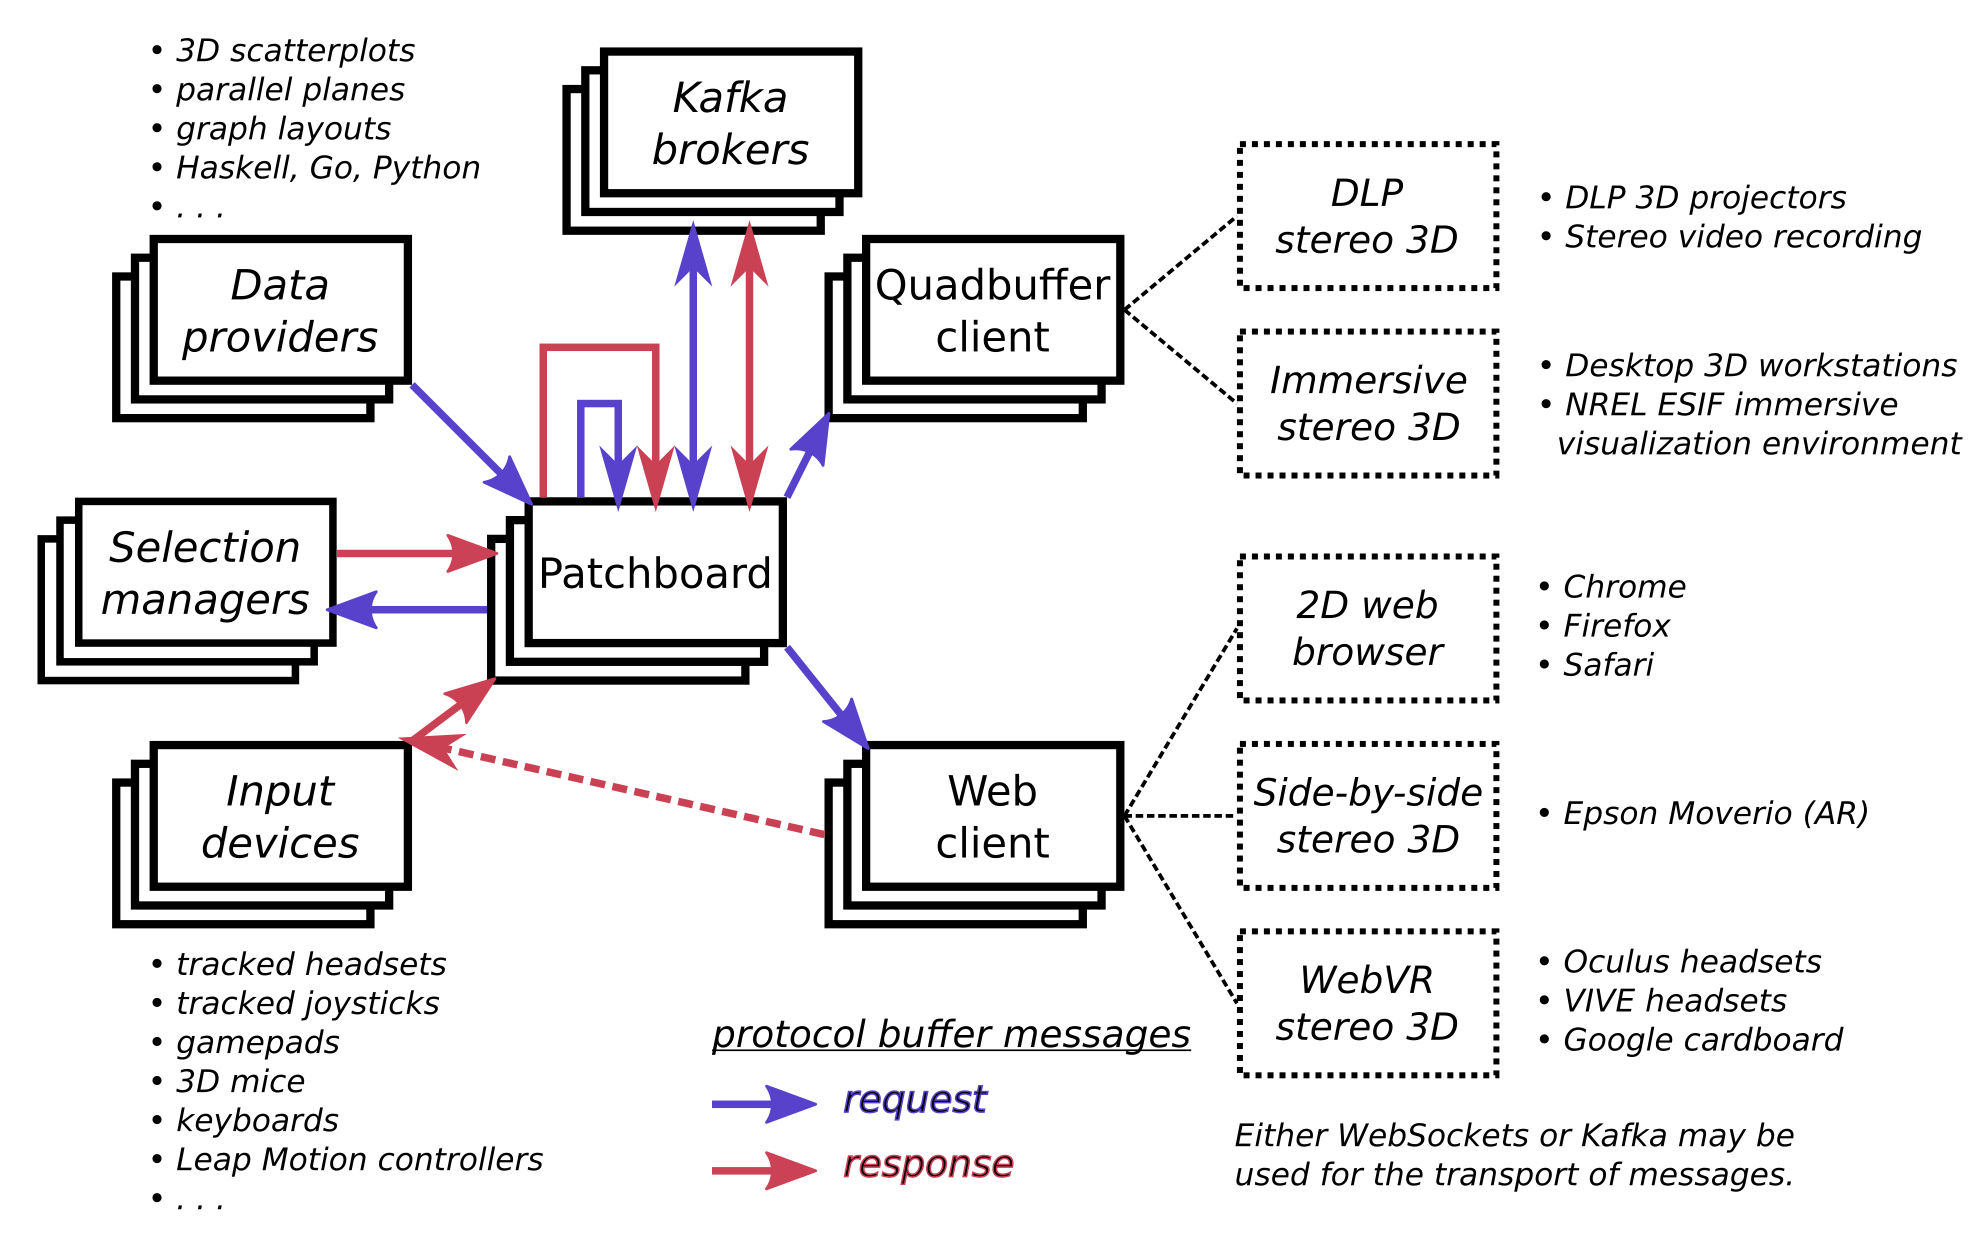 • 3D scatterplots
• parallel planes
• graph layouts
• Haskell, Go, Python
• . . .
Kafka
brokers
Data
providers
Quadbuffer
client
DLP
stereo 3D
• DLP 3D projectors
• Stereo video recording
Immersive
stereo 3D
• Desktop 3D workstations
• NREL ESIF immersive
visualization environment
Selection
managers
Patchboard
2D web
browser
• Chrome
• Firefox
• Safari
Input
devices
Web
client
Side-by-side
stereo 3D
• Epson Moverio (AR)
WebVR
stereo 3D
• Oculus headsets
• VIVE headsets
• Google cardboard
• tracked headsets
• tracked joysticks
• gamepads
• 3D mice
• keyboards
• Leap Motion controllers
• . . .
protocol buffer messages
request
response
Either WebSockets or Kafka may be
used for the transport of messages.